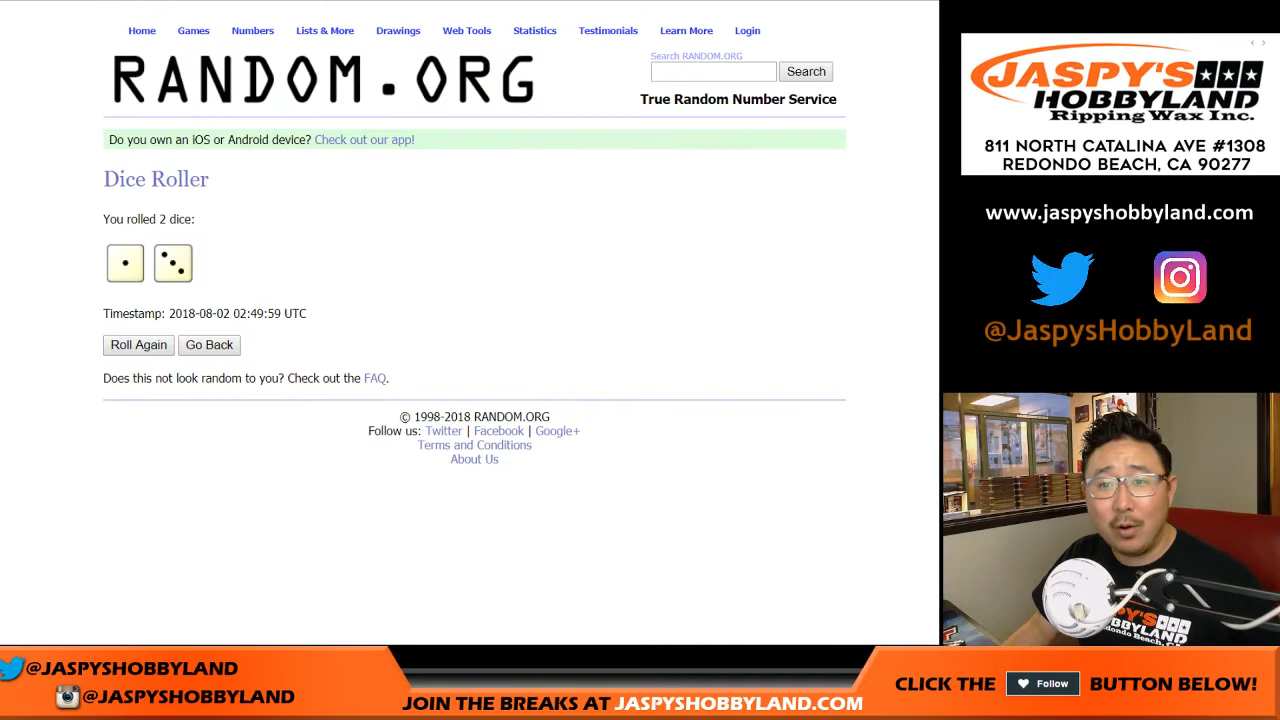 Home Games Numbers Lists & More Drawings Web Tools Statistics Testimonials Learn More Login
RANDOM.ORG
Search RANDOM.ORG
Search
True Random Number Service
Do you own an iOS or Android device? Check out our app!
Dice Roller
You rolled 2 dice:
Timestamp: 2018-08-02 02:49:59 UTC
Roll Again Go Back
Does this not look random to you? Check out the FAQ.
© 1998-2018 RANDOM.ORG
Follow us: Twitter | Facebook | Google+
Terms and Conditions
About Us
JASPY'S
HOBBYLAND
Ripping Wax Inc.
811 NORTH CATALINA AVE #1308
REDONDO BEACH, CA 90277
www.jaspyshobbyland.com
@JaspysHobbyLand
JASPY'S
HOBBYLAND
@JASPYSHOBBYLAND
@JASPYSHOBBYLAND
JOIN THE BREAKS AT JASPYSHOBBYLAND.COM
CLICK THE Follow BUTTON BELOW!